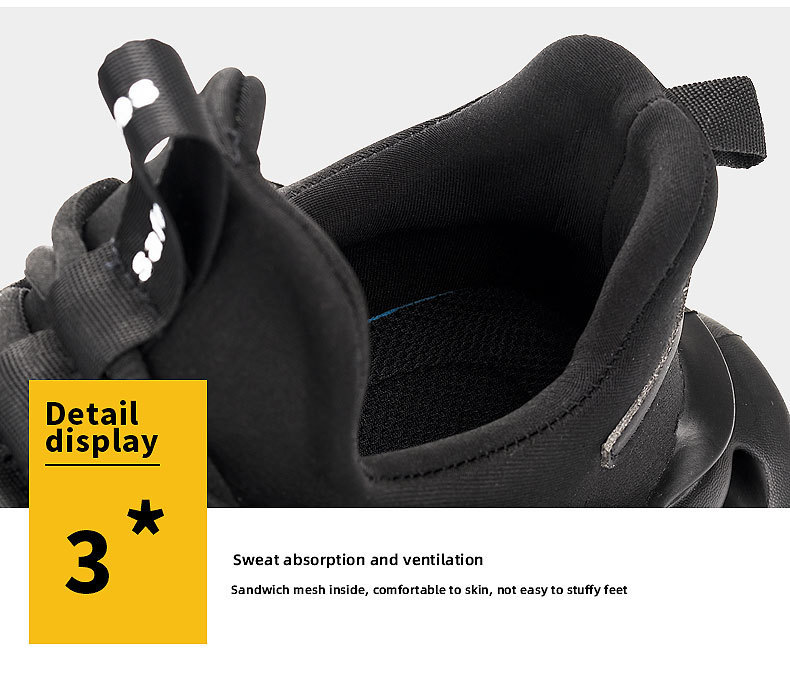 Detail
display
3*
Sweat absorption and ventilation
Sandwich mesh inside, comfortable to skin, not easy to stuffy feet